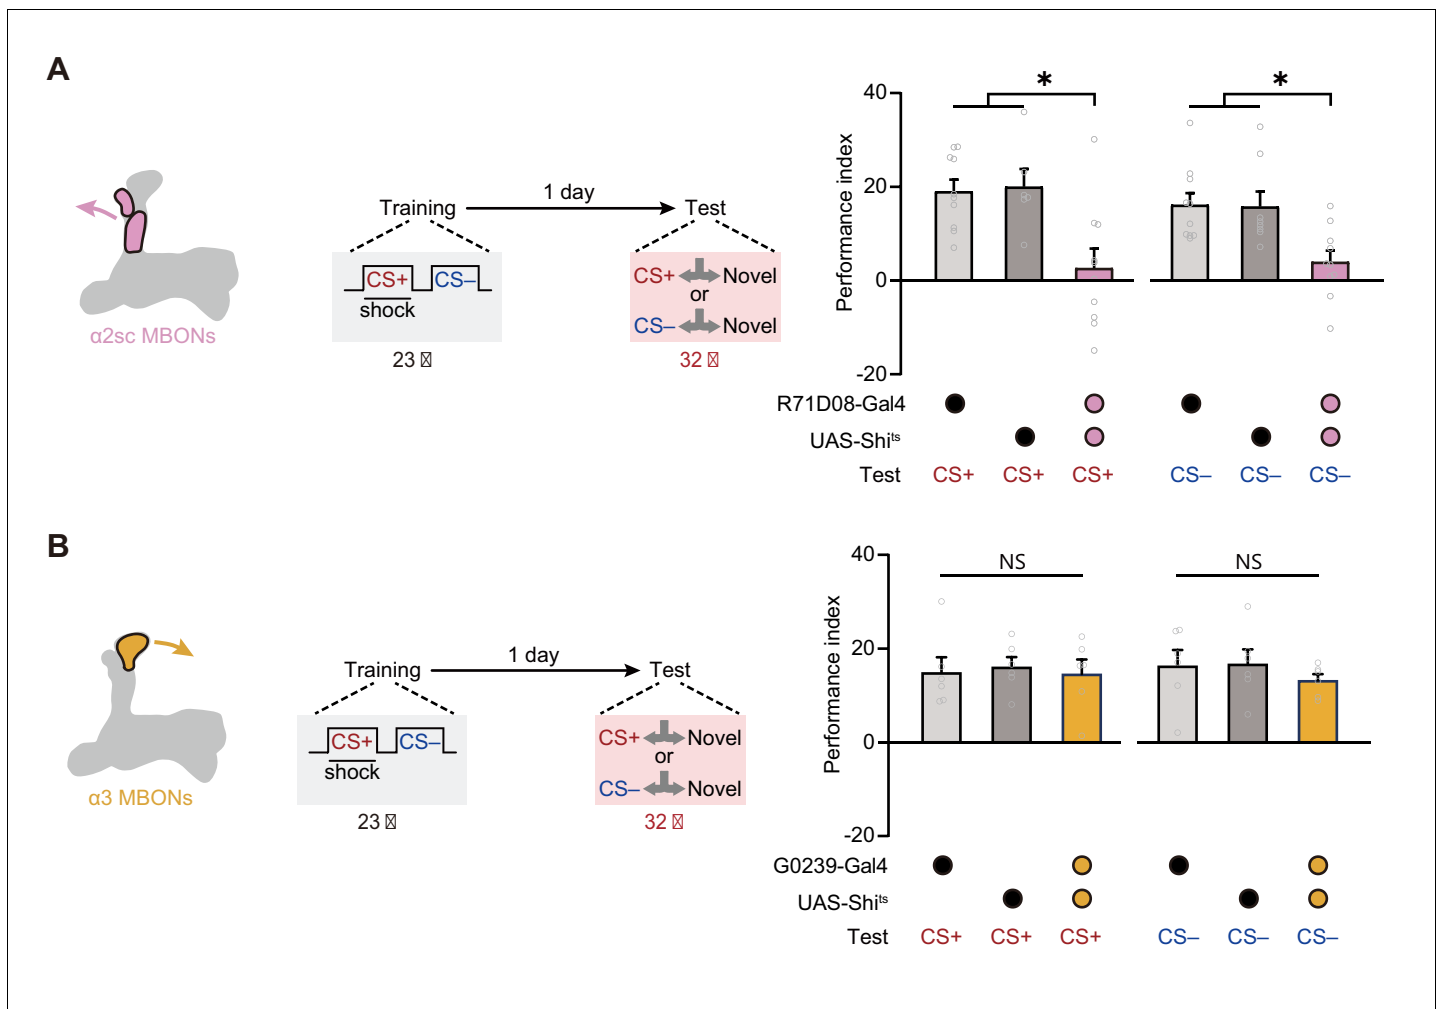 A
α2sc MBONs
Training
1 day
Test
CS+
CS–
shock
23
CS+
Novel
or
CS–
Novel
32
Performance index
40
20
0
-20
*
*
R71D08-Gal4
UAS-Shits
Test CS+ CS+ CS+ CS– CS– CS–
B
α3 MBONs
Training
1 day
Test
CS+
CS–
shock
23
CS+
Novel
or
CS–
Novel
32
Performance index
40
20
0
-20
NS
NS
G0239-Gal4
UAS-Shits
Test CS+ CS+ CS+ CS– CS– CS–